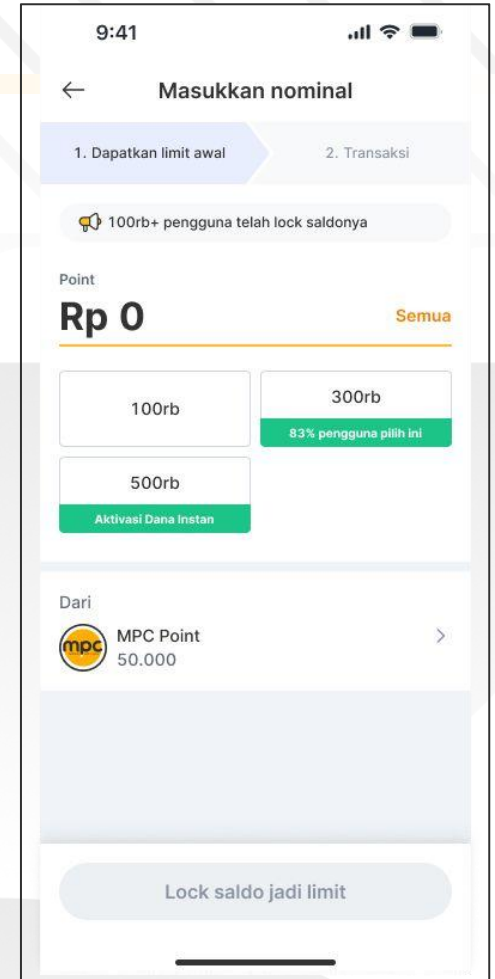 9:41
Masukkan nominal
1. Dapatkan limit awal
2. Transaksi
100rb+ pengguna telah lock saldonya
Point
Rp 0
Semua
100rb
300rb
83% pengguna pilih ini
500rb
Aktivasi Dana Instan
Dari
mpc
MPC Point
50.000
Lock saldo jadi limit